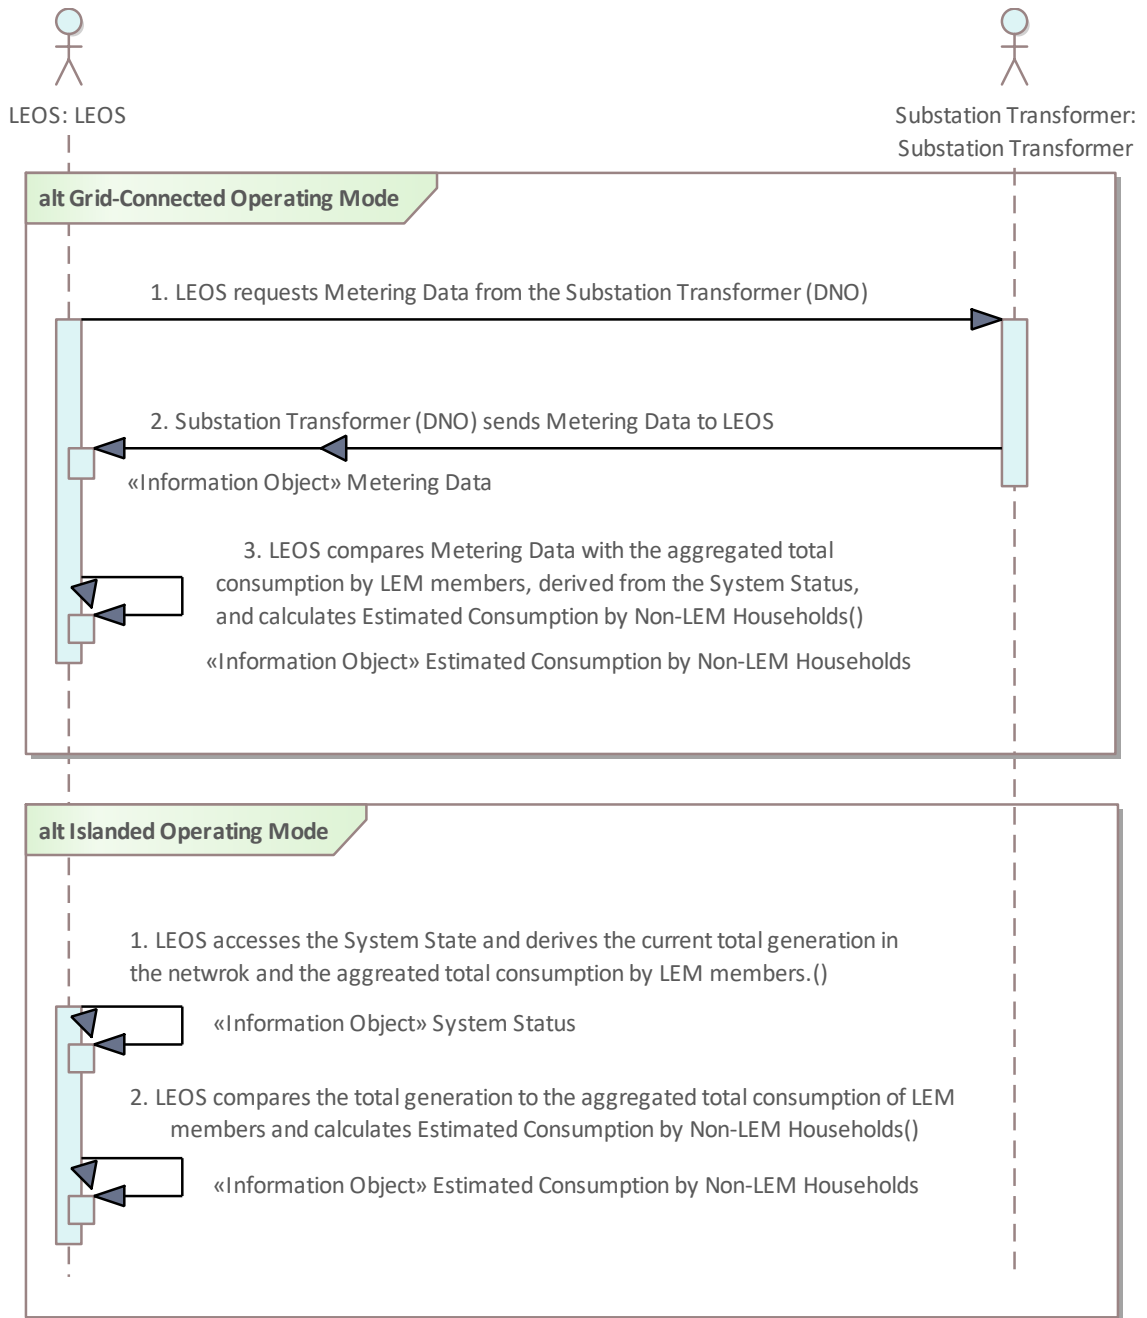 LEOS: LEOS
Substation Transformer:
Substation Transformer
alt Grid-Connected Operating Mode
1. LEOS requests Metering Data from the Substation Transformer (DNO)
2. Substation Transformer (DNO) sends Metering Data to LEOS
«Information Object» Metering Data
3. LEOS compares Metering Data with the aggregated total
consumption by LEM members, derived from the System Status,
and calculates Estimated Consumption by Non-LEM Households()
«Information Object» Estimated Consumption by Non-LEM Households
alt Islanded Operating Mode
1. LEOS accesses the System State and derives the current total generation in
the netwrok and the aggreated total consumption by LEM members.()
«Information Object» System Status
2. LEOS compares the total generation to the aggregated total consumption of LEM
members and calculates Estimated Consumption by Non-LEM Households()
«Information Object» Estimated Consumption by Non-LEM Households